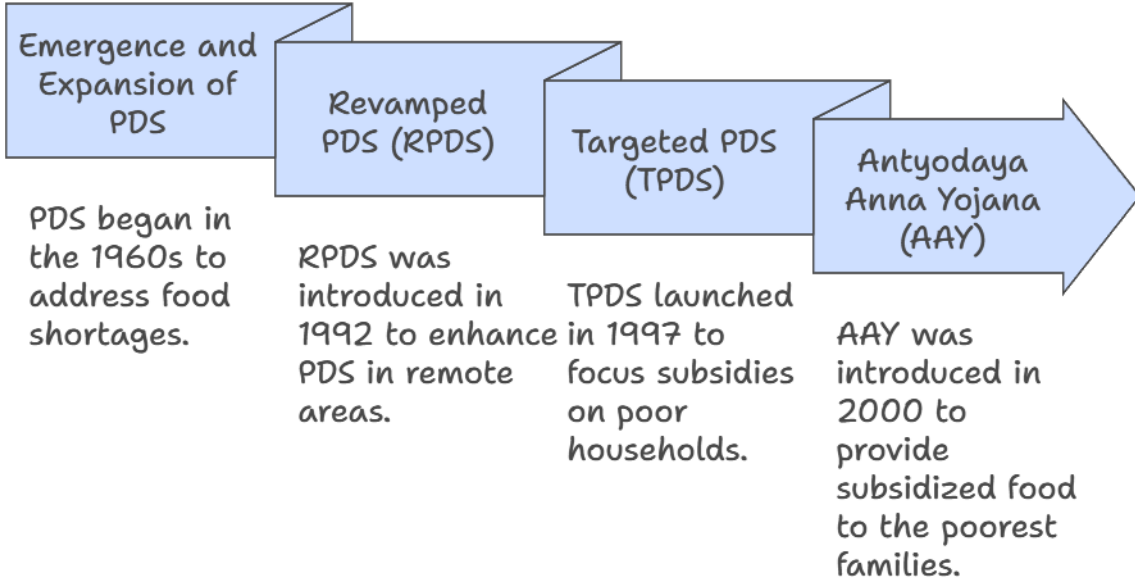 Emergence and
Expansion of
PDS
PDS began in
the 1960s to
address food
shortages.
Revamped
PDS (RPDS)
RPDS was
introduced in
1992 to enhance
PDS in remote
areas.
Targeted PDS
(TPDS)
TPDS launched
in 1997 to
focus subsidies
on poor
households.
Antyodaya
Anna Yojana
(AAY)
AAY was
introduced in
2000 to
provide
subsidized food
to the poorest
families.